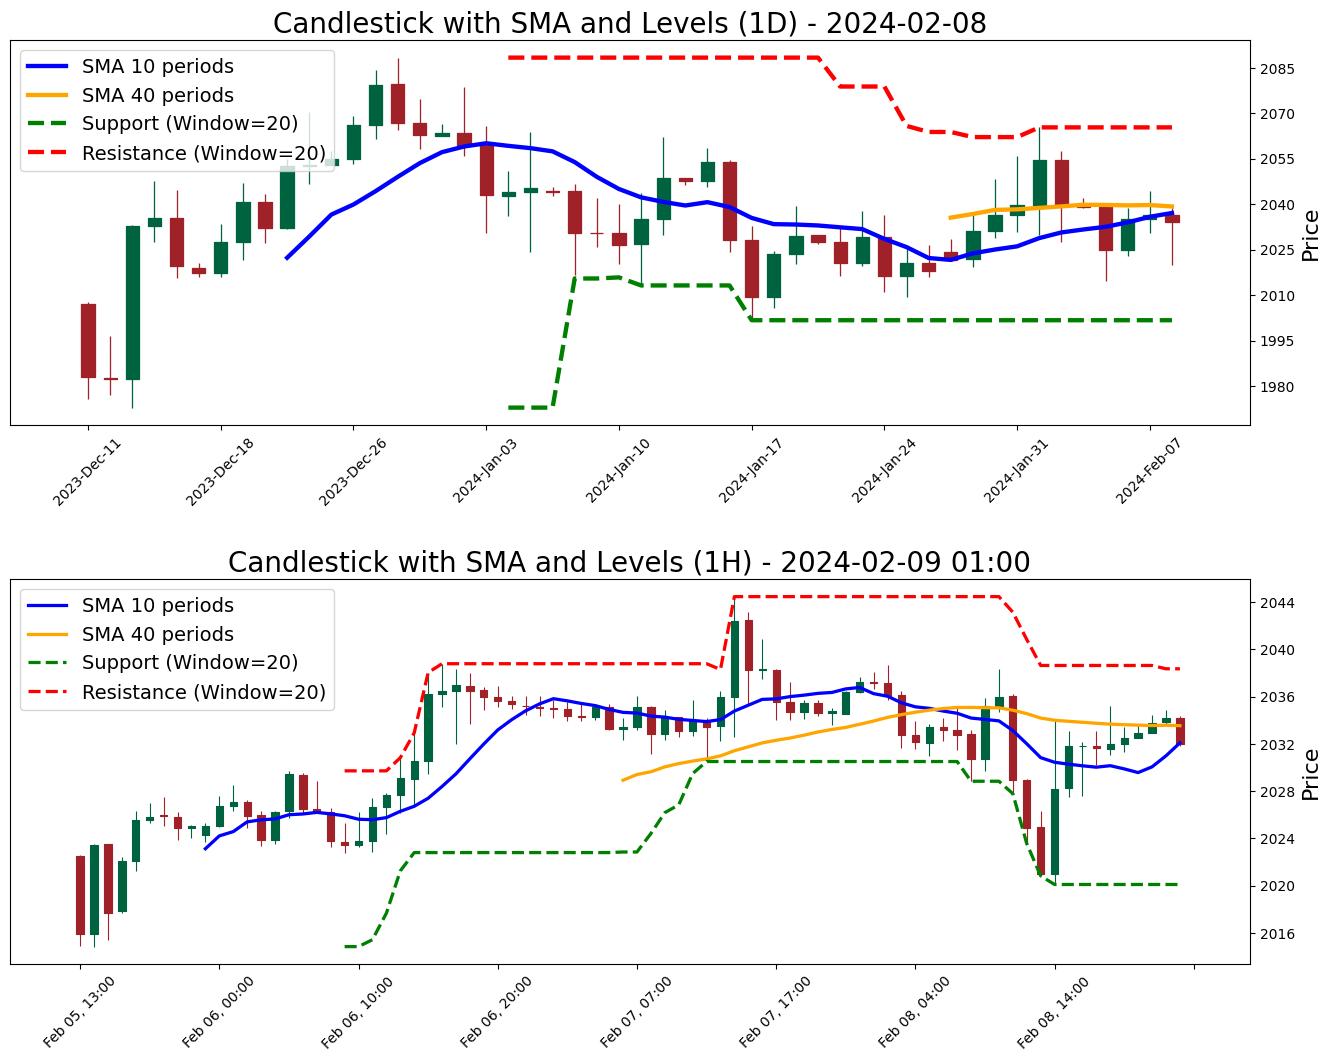 Candlestick with SMA and Levels (1D) - 2024-02-08
SMA 10 periods
SMA 40 periods
Support (Window=20)
Resistance (Window=20)
2085
2070
2055
2040
2025
2010
1995
1980
Price
2023-Dec-11
2023-Dec-18
2023-Dec-26
2024-Jan-03
2024-Jan-10
2024-Jan-17
2024-Jan-24
2024-Jan-31
2024-Feb-07
Candlestick with SMA and Levels (1H) - 2024-02-09 01:00
SMA 10 periods
SMA 40 periods
Support (Window=20)
Resistance (Window=20)
2044
2040
2036
2032
2028
2024
2020
2016
Price
Feb 05, 13:00
Feb 06, 00:00
Feb 06, 10:00
Feb 06, 20:00
Feb 07, 07:00
Feb 07, 17:00
Feb 08, 04:00
Feb 08, 14:00